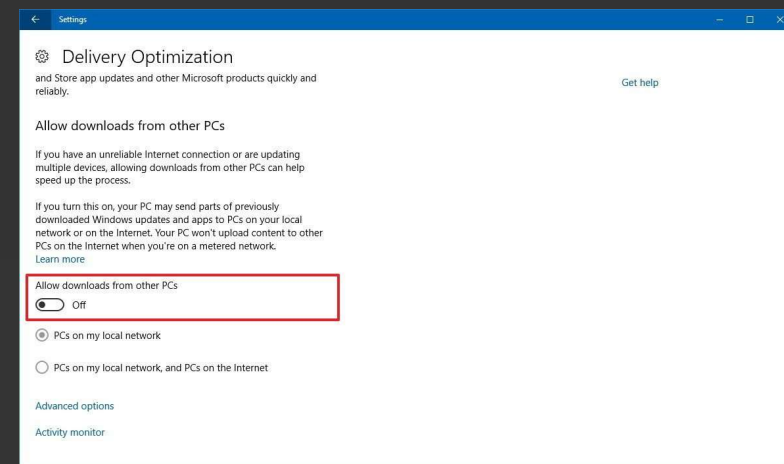 Settings
Delivery Optimization
and Store app updates and other Microsoft products quickly and
reliably.
Get help
Allow downloads from other PCs
If you have an unreliable Internet connection or are updating
multiple devices, allowing downloads from other PCs can help
speed up the process.
If you turn this on, your PC may send parts of previously
downloaded Windows updates and apps to PCs on your local
network or on the Internet. Your PC won't upload content to other
PCs on the Internet when you're on a metered network.
Learn more
Allow downloads from other PCs
Off
PCs on my local network
PCs on my local network, and PCs on the Internet
Advanced options
Activity monitor